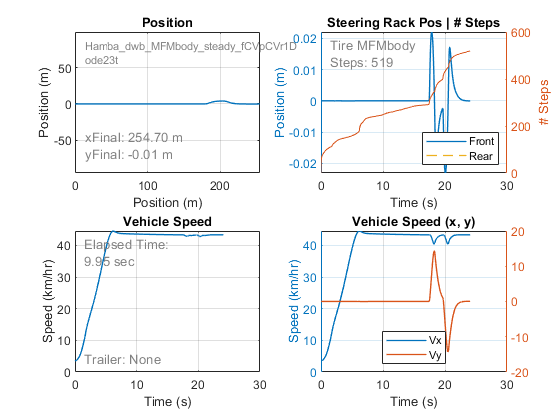 Position
Steering Rack Pos | # Steps
Hamba_dwb_MFMbody_steady_fCVpCVr1D
ode23t
xFinal: 254.70 m
yFinal: -0.01 m
50
0
-50
Position (m)
0
100
200
Position (m)
Tire MFMbody
Steps: 519
0.02
0.01
0
-0.01
-0.02
Position (m)
600
400
200
0
# Steps
Front
Rear
0
10
20
30
Time (s)
Vehicle Speed
Vehicle Speed (x, y)
Elapsed Time:
9.95 sec
Trailer: None
40
30
20
10
0
Speed (km/hr)
0
10
20
30
Time (s)
40
30
20
10
0
Speed (km/hr)
20
10
0
-10
-20
Vx
Vy
0
10
20
30
Time (s)